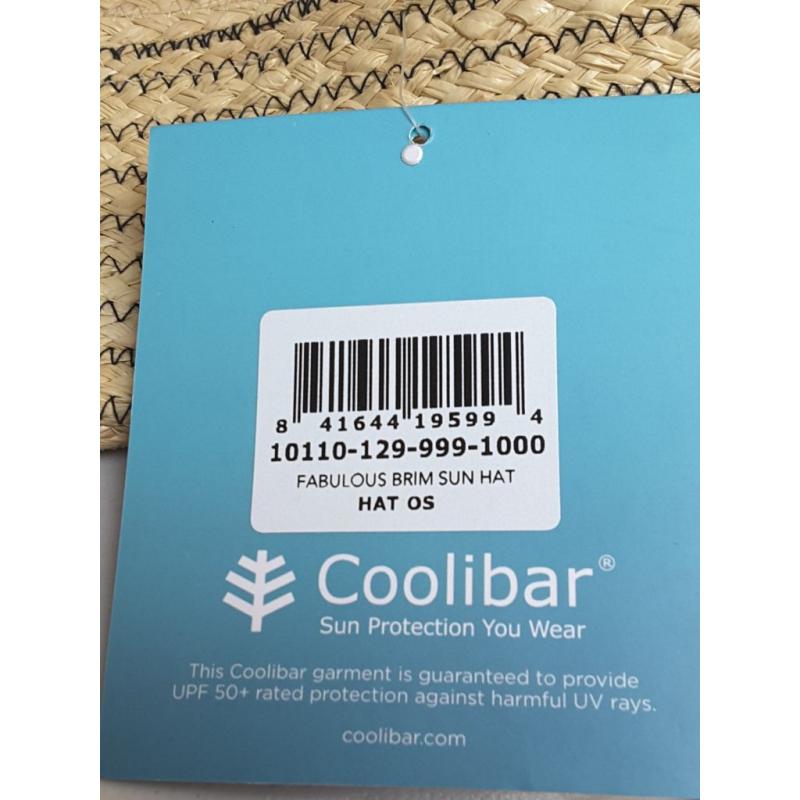 8 41644 19599 4
10110-129-999-1000
FABULOUS BRIM SUN HAT
HAT OS
Coolibar®
Sun Protection You Wear
This Coolibar garment is guaranteed to provide
UPF 50+ rated protection against harmful UV rays.
coolibar.com